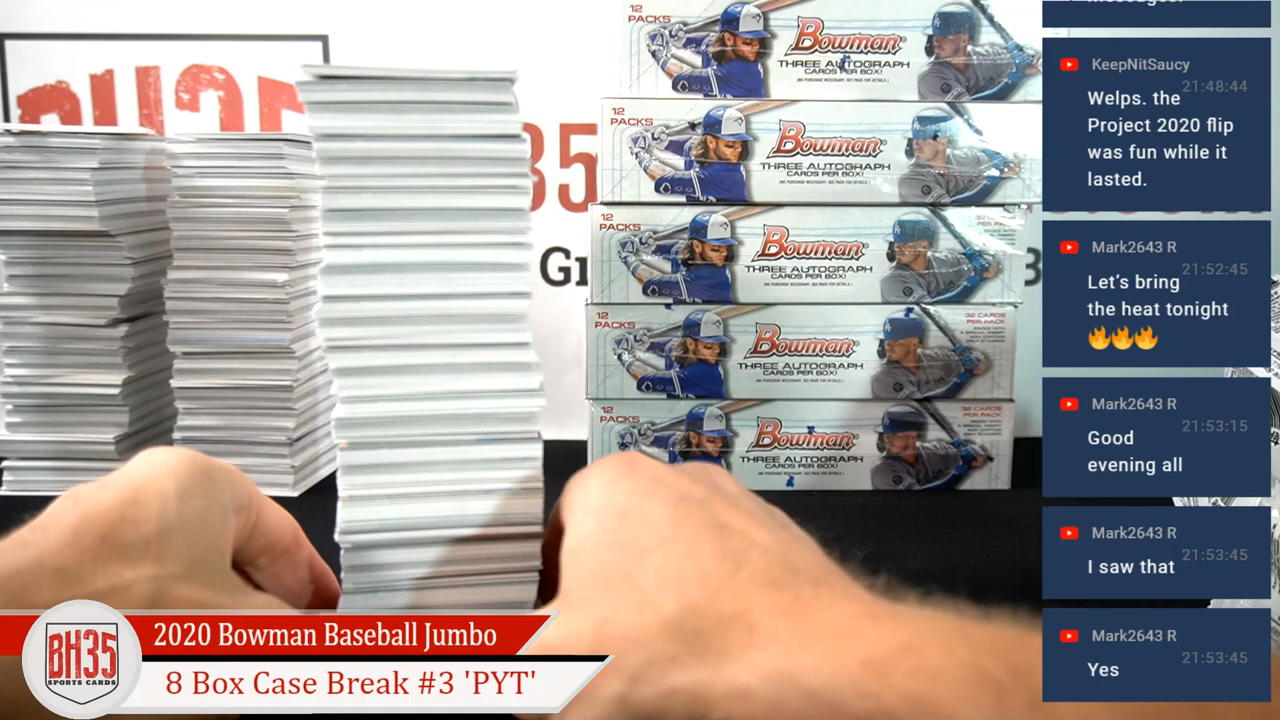 BH35
35
Gr
B
12
PACKS
Bowman
THREE AUTOGRAPH
CARDS PER BOX!
12
PACKS
Bowman
THREE AUTOGRAPH
CARDS PER BOX!
12
PACKS
Bowman
THREE AUTOGRAPH
CARDS PER BOX!
12
PACKS
Bowman
THREE AUTOGRAPH
CARDS PER BOX!
32 CARDS
PER PACK
12
PACKS
Bowman
THREE AUTOGRAPH
CARDS PER BOX!
32 CARDS
PER PACK
KeepNitSaucy
21:48:44
Welps. the
Project 2020 flip
was fun while it
lasted.
Mark2643 R
21:52:45
Let's bring
the heat tonight
🔥🔥🔥
Mark2643 R
21:53:15
Good
evening all
Mark2643 R
21:53:45
I saw that
Mark2643 R
21:53:45
Yes
BH35
SPORTS CARDS
2020 Bowman Baseball Jumbo
8 Box Case Break #3 'PYT'